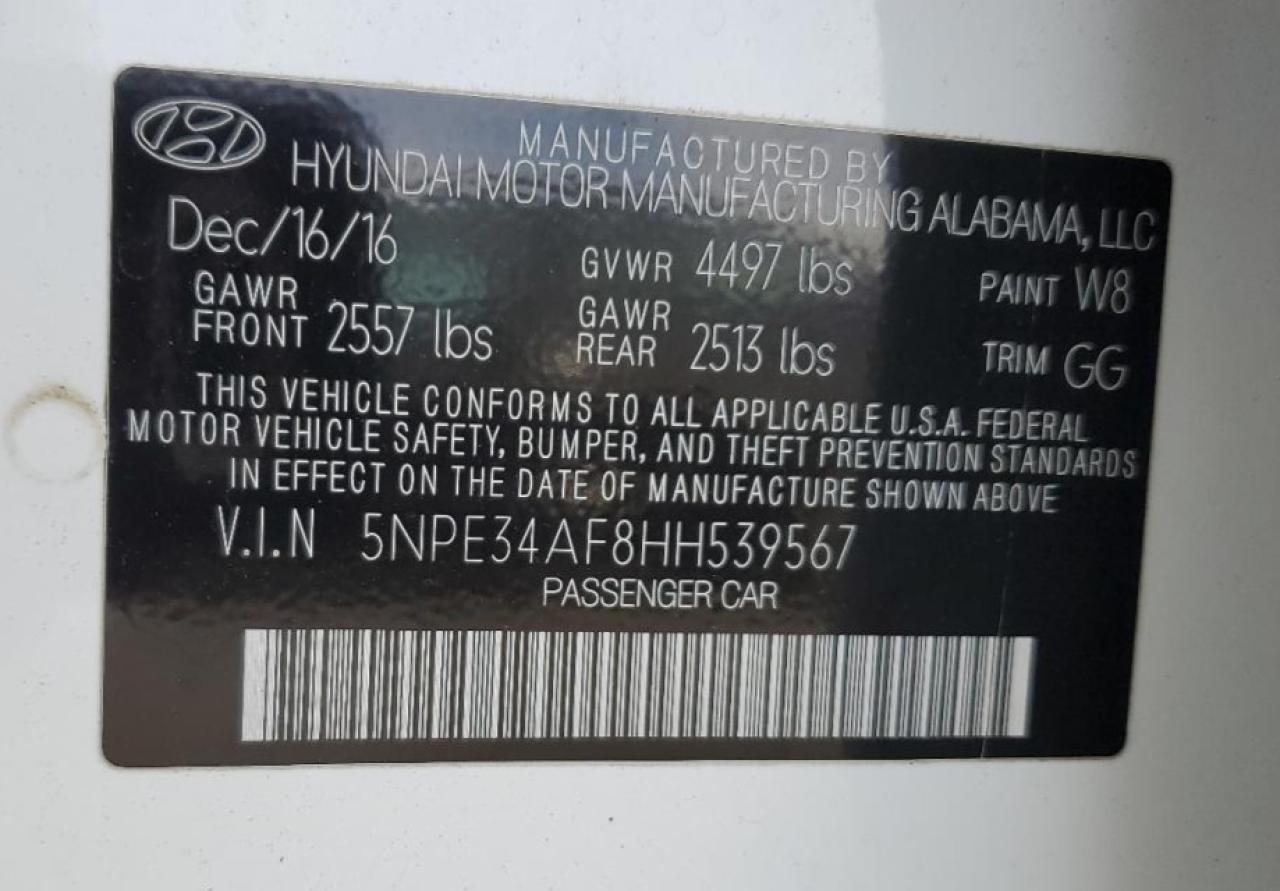 MANUFACTURED BY
HYUNDAI MOTOR MANUFACTURING ALABAMA, LLC
Dec/16/16
GVWR 4497 lbs
PAINT W8
GAWR
FRONT 2557 lbs
GAWR
REAR 2513 lbs
TRIM GG
THIS VEHICLE CONFORMS TO ALL APPLICABLE U.S.A. FEDERAL
MOTOR VEHICLE SAFETY, BUMPER, AND THEFT PREVENTION STANDARDS
IN EFFECT ON THE DATE OF MANUFACTURE SHOWN ABOVE
V.I.N 5NPE34AF8HH539567
PASSENGER CAR